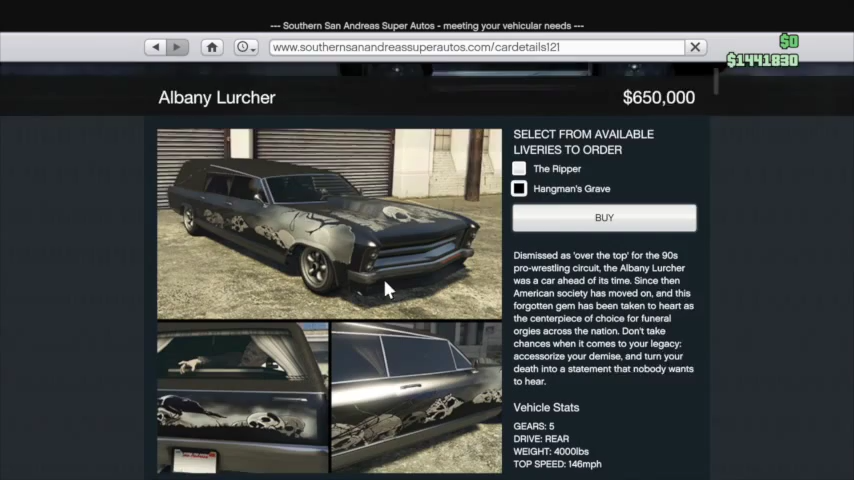 --- Southern San Andreas Super Autos - meeting your vehicular needs ---
www.southernsanandreassuperautos.com/cardetails121
$0
$1441830
Albany Lurcher
$650,000
SELECT FROM AVAILABLE
LIVERIES TO ORDER
The Ripper
Hangman's Grave
BUY
Dismissed as 'over the top' for the 90s
pro-wrestling circuit, the Albany Lurcher
was a car ahead of its time. Since then
American society has moved on, and this
forgotten gem has been taken to heart as
the centerpiece of choice for funeral
orgies across the nation. Don't take
chances when it comes to your legacy:
accessorize your demise, and turn your
death into a statement that nobody wants
to hear.
Vehicle Stats
GEARS: 5
DRIVE: REAR
WEIGHT: 4000lbs
TOP SPEED: 146mph